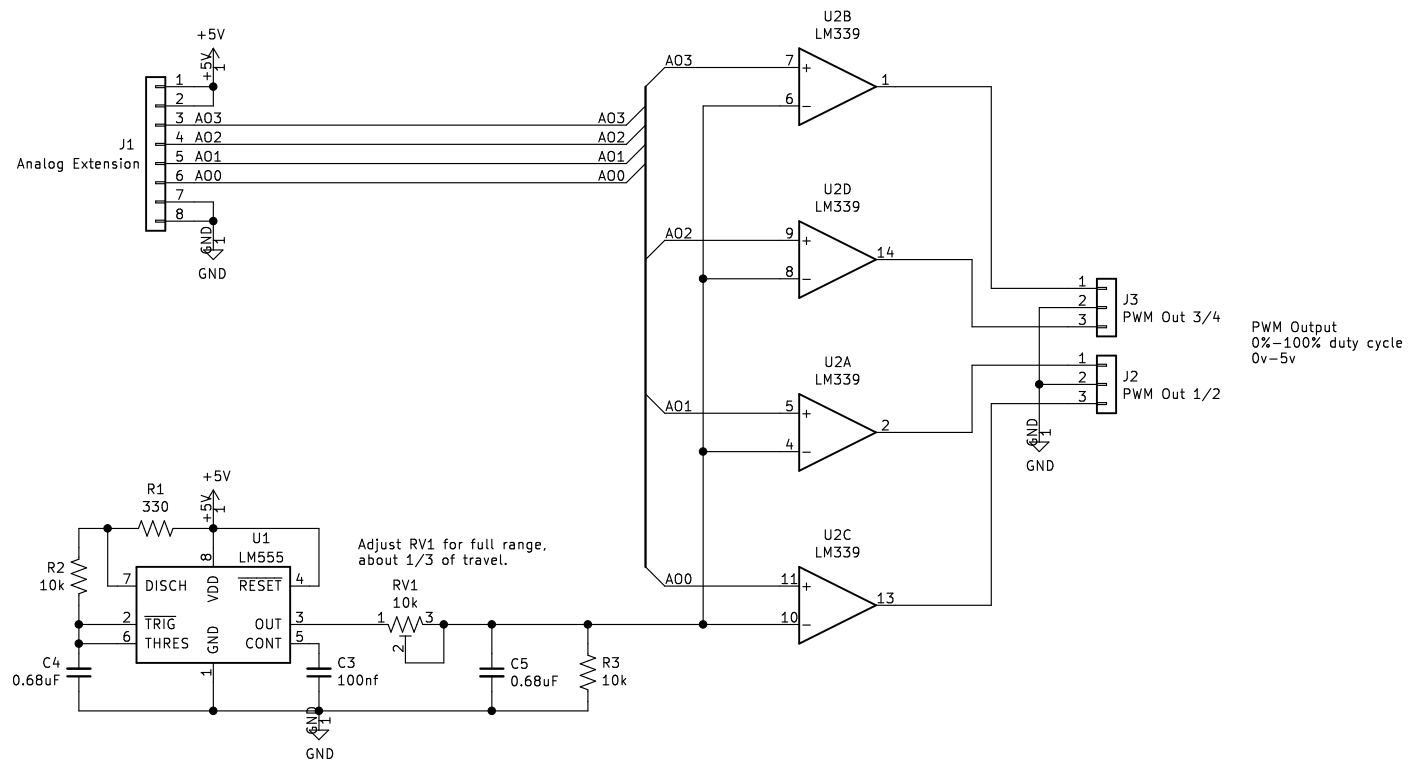 +5V
+5V
1
J1
Analog Extension
1
2
3 AO3
4 AO2
5 AO1
6 AO0
7
8
GND
1
GND
AO3
AO2
AO1
AO0
U2B
LM339
AO3
7
+
6
−
1
U2D
LM339
AO2
9
+
8
−
14
U2A
LM339
AO1
5
+
4
−
2
U2C
LM339
AO0
11
+
10
−
13
1
2
3
J3
PWM Out 3/4
1
2
3
J2
PWM Out 1/2
GND
1
GND
PWM Output
0%−100% duty cycle
0v−5v
+5V
+5V
1
R1
330
R2
10k
U1
LM555
8
VDD
7
DISCH
RESET
4
2
TRIG
OUT
3
6
THRES
CONT
5
GND
1
C4
0.68uF
C3
100nf
GND
1
GND
Adjust RV1 for full range,
about 1/3 of travel.
RV1
10k
1
3
2
C5
0.68uF
R3
10k